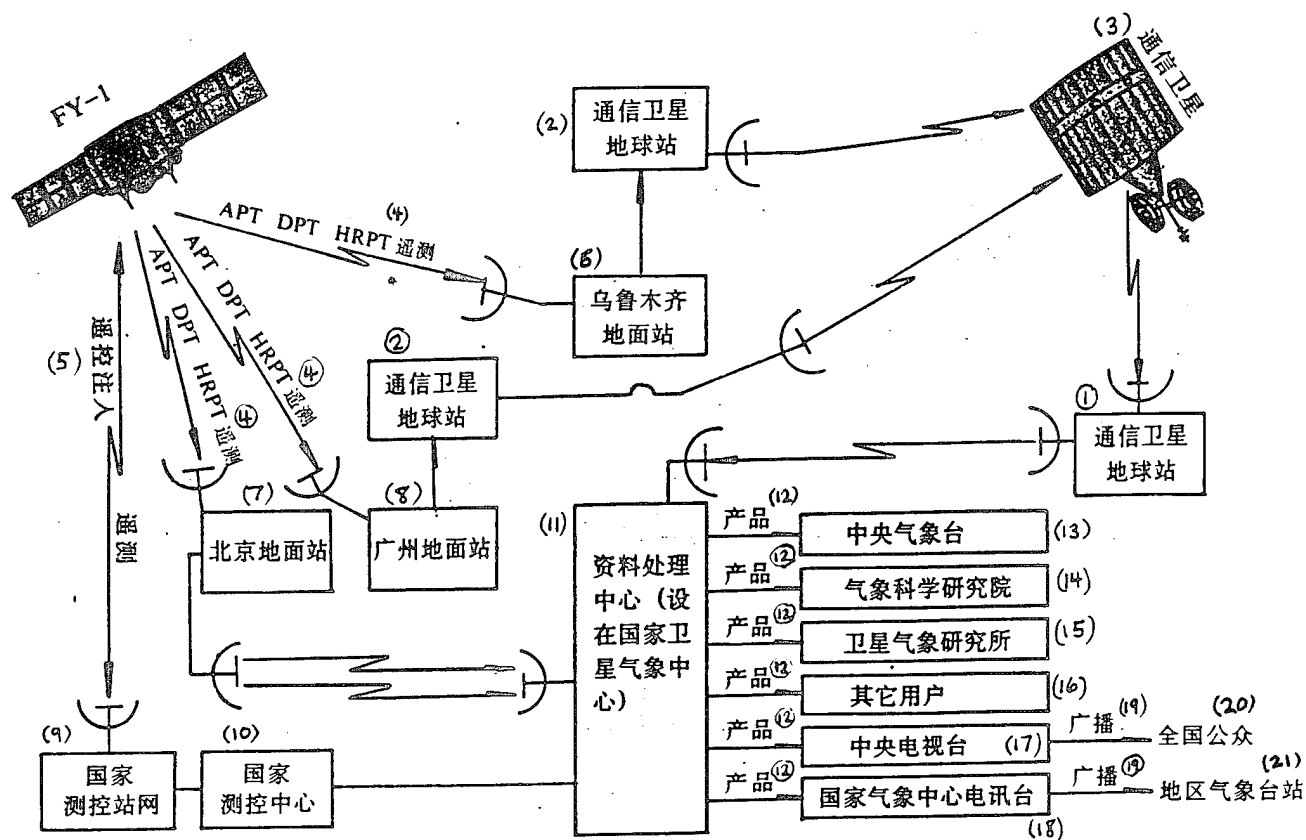 (3)
通信卫星
FY-1
(2)
通信卫星
地球站
APT DPT HRPT 遥测
(4)
(6)
乌鲁木齐
地面站
APT DPT HRPT 遥测
④
APT DPT HRPT 遥测
④
(5)
遥控注入
遥测
②
通信卫星
地球站
①
通信卫星
地球站
(7)
北京地面站
(8)
广州地面站
(11)
资料处理
中心（设
在国家卫
星气象中
心）
产品 (12) 中央气象台 (13)
产品 ⑫ 气象科学研究院 (14)
产品 ⑫ 卫星气象研究所 (15)
产品 ⑫ 其它用户 (16)
产品 ⑫ 中央电视台 (17) 广播 (19) 全国公众 (20)
产品 ⑫ 国家气象中心电讯台 (18) 广播 ⑲ 地区气象台站 (21)
(9)
国家
测控站网
(10)
国家
测控中心